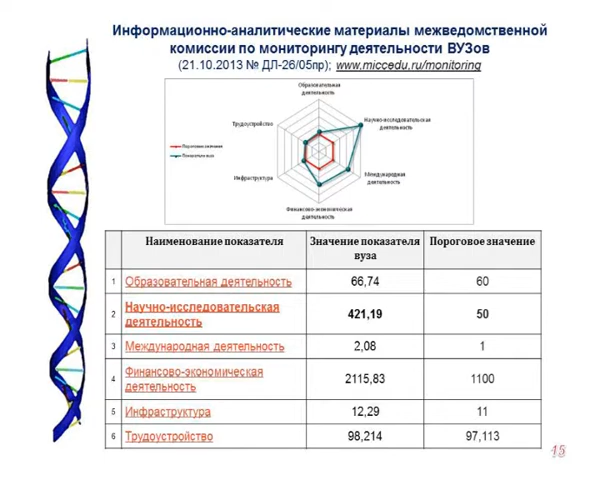 Информационно-аналитические материалы межведомственной
комиссии по мониторингу деятельности ВУЗов
(21.10.2013 № ДЛ-26/05пр); www.miccedu.ru/monitoring
Образовательная
деятельность
Научно-исследовательская
деятельность
Международная
деятельность
Финансово-экономическая
деятельность
Инфраструктура
Трудоустройство
Пороговое значение
Показатели вуза
Наименование показателя Значение показателя Пороговое значение
вуза
1 Образовательная деятельность 66,74 60
2 Научно-исследовательская 421,19 50
деятельность
3 Международная деятельность 2,08 1
4 Финансово-экономическая 2115,83 1100
деятельность
5 Инфраструктура 12,29 11
6 Трудоустройство 98,214 97,113
15